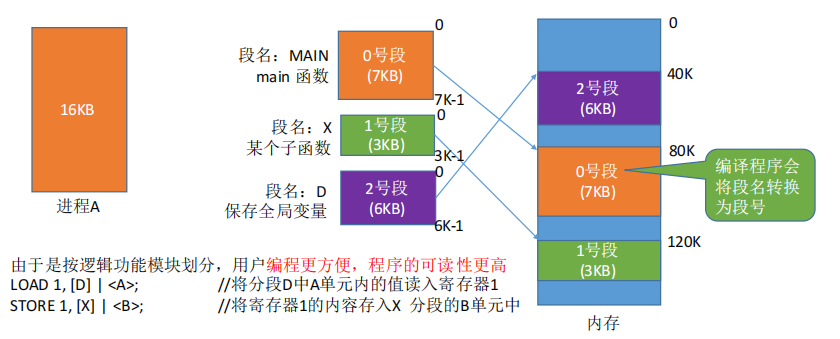 16KB
进程A
段名：MAIN
main 函数
0
0号段
(7KB)
7K-1
段名：X
某个子函数
0
1号段
(3KB)
3K-1
段名：D
保存全局变量
0
2号段
(6KB)
6K-1
0
40K
2号段
(6KB)
80K
0号段
(7KB)
120K
1号段
(3KB)
内存
编译程序会
将段名转换
为段号
由于是按逻辑功能模块划分，用户编程更方便，程序的可读性更高
LOAD 1, [D] | <A>; //将分段D中A单元内的值读入寄存器1
STORE 1, [X] | <B>; //将寄存器1的内容存入X 分段的B单元中